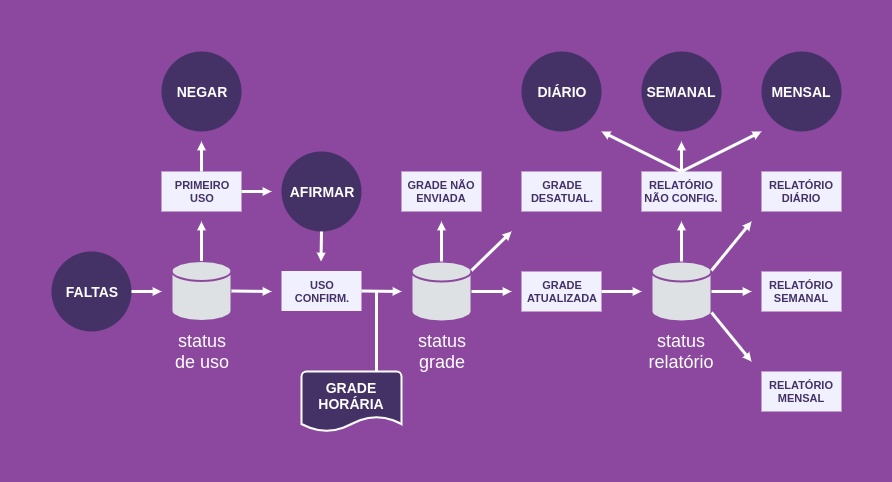 NEGAR
DIÁRIO
SEMANAL
MENSAL
PRIMEIRO
USO
AFIRMAR
GRADE NÃO
ENVIADA
GRADE
DESATUAL.
RELATÓRIO
NÃO CONFIG.
RELATÓRIO
DIÁRIO
FALTAS
USO
CONFIRM.
GRADE
ATUALIZADA
RELATÓRIO
SEMANAL
status
de uso
status
grade
status
relatório
GRADE
HORÁRIA
RELATÓRIO
MENSAL